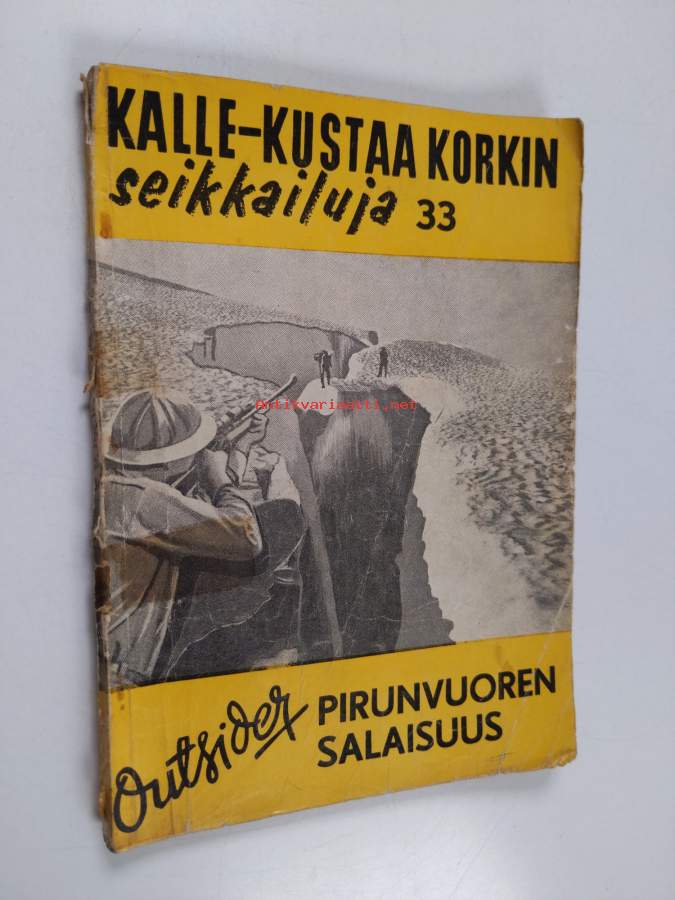 KALLE-KUSTAA KORKIN
seikkailuja 33
Antikvariaatti.net
Outsider
PIRUNVUOREN
SALAISUUS